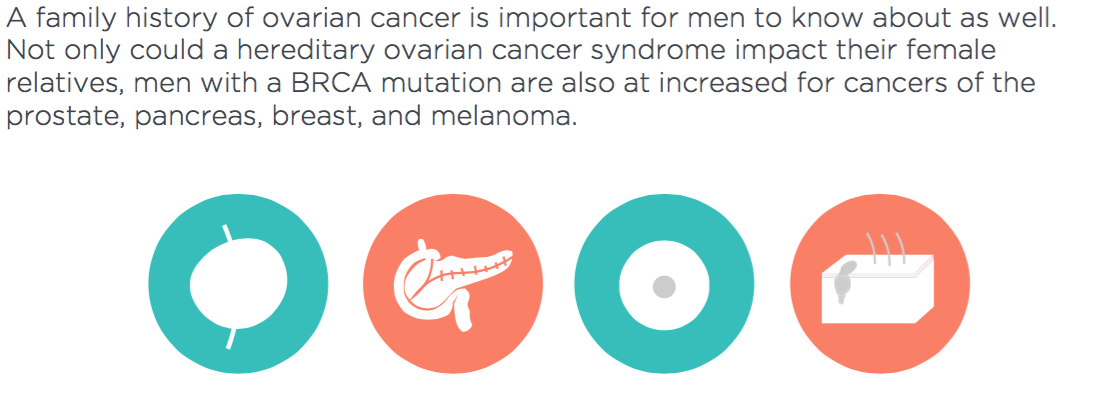 A family history of ovarian cancer is important for men to know about as well.
Not only could a hereditary ovarian cancer syndrome impact their female
relatives, men with a BRCA mutation are also at increased for cancers of the
prostate, pancreas, breast, and melanoma.